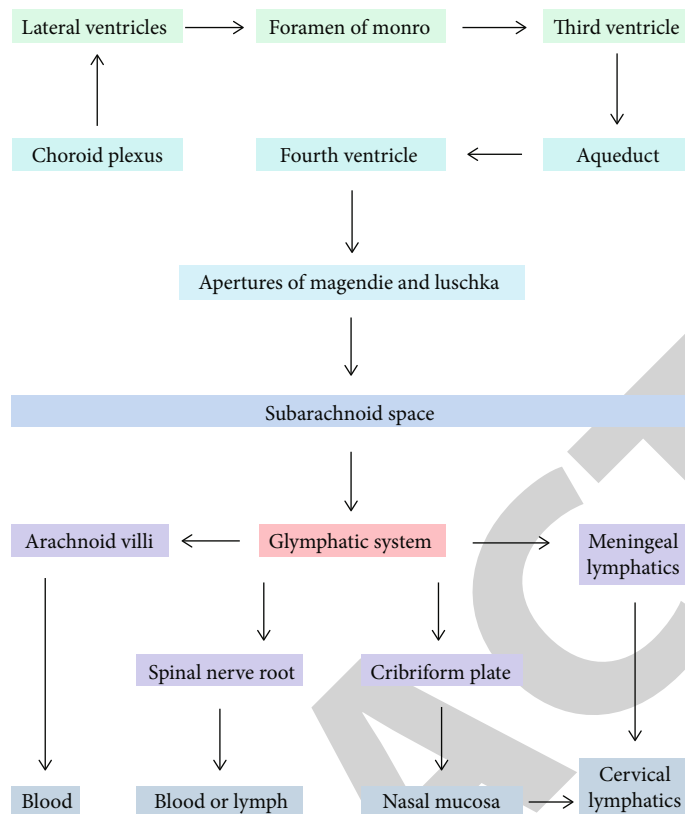 Lateral ventricles
Foramen of monro
Third ventricle
Choroid plexus
Fourth ventricle
Aqueduct
Apertures of magendie and luschka
Subarachnoid space
Arachnoid villi
Glymphatic system
Meningeal
lymphatics
Spinal nerve root
Cribriform plate
Blood
Blood or lymph
Nasal mucosa
Cervical
lymphatics